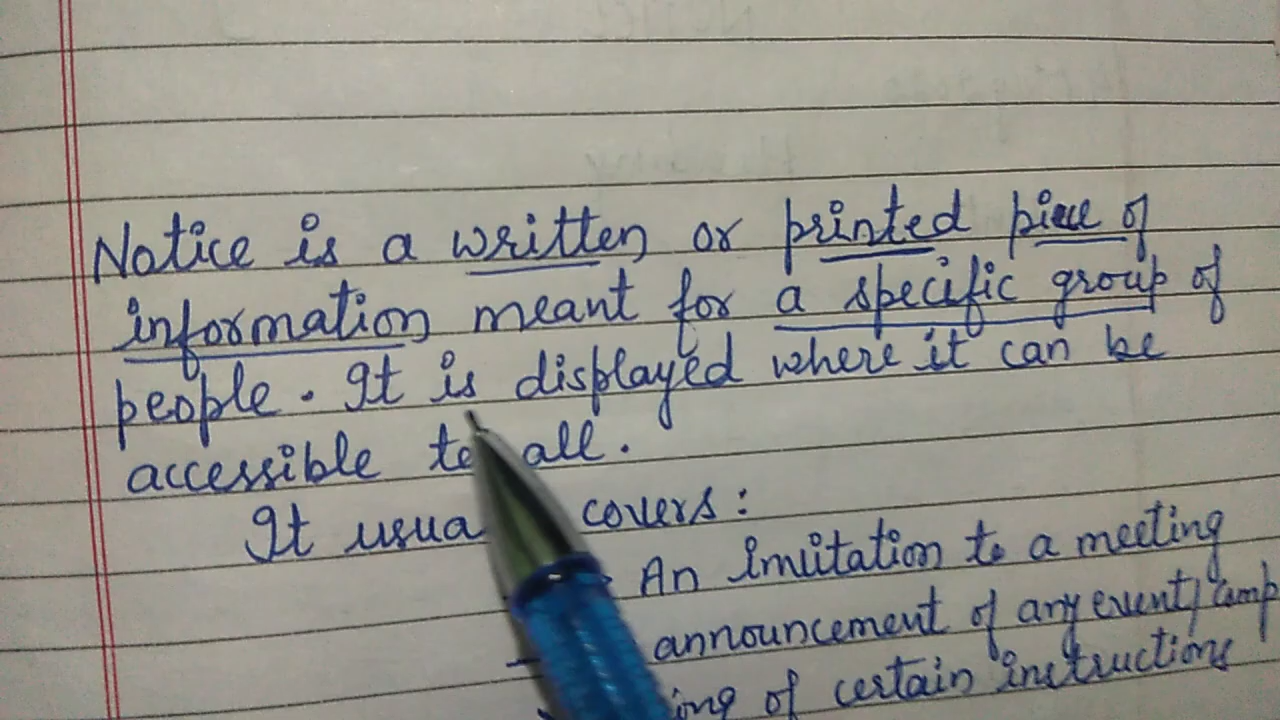 Notice is a written or printed piece of
information meant for a specific group of
people. It is displayed where it can be
accessible to all.
It usua covers:
An invitation to a meeting
announcement of any event/camp
ing of certain instructions